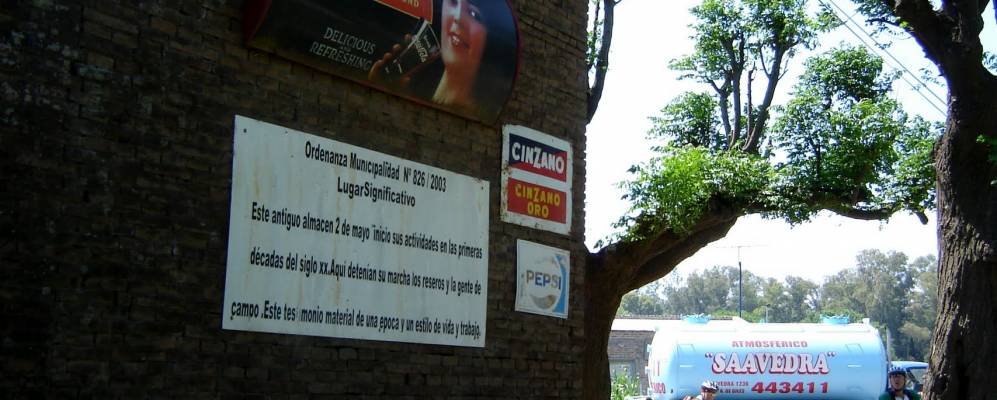 DELICIOUS
REFRESHING
Ordenanza Municipalidad N° 826/2003
LugarSignificativo
Este antiguo almacen 2 de mayo inicio sus actividades en las primeras
décadas del siglo xx.Aqui detenian su marcha los reseros y la gente de
campo .Este tes monio material de una epoca y un estilo de vida y trabajo.
CINZANO
CINZANO
ORO
PEPSI
ATMOSFERICO
"SAAVEDRA"
443411